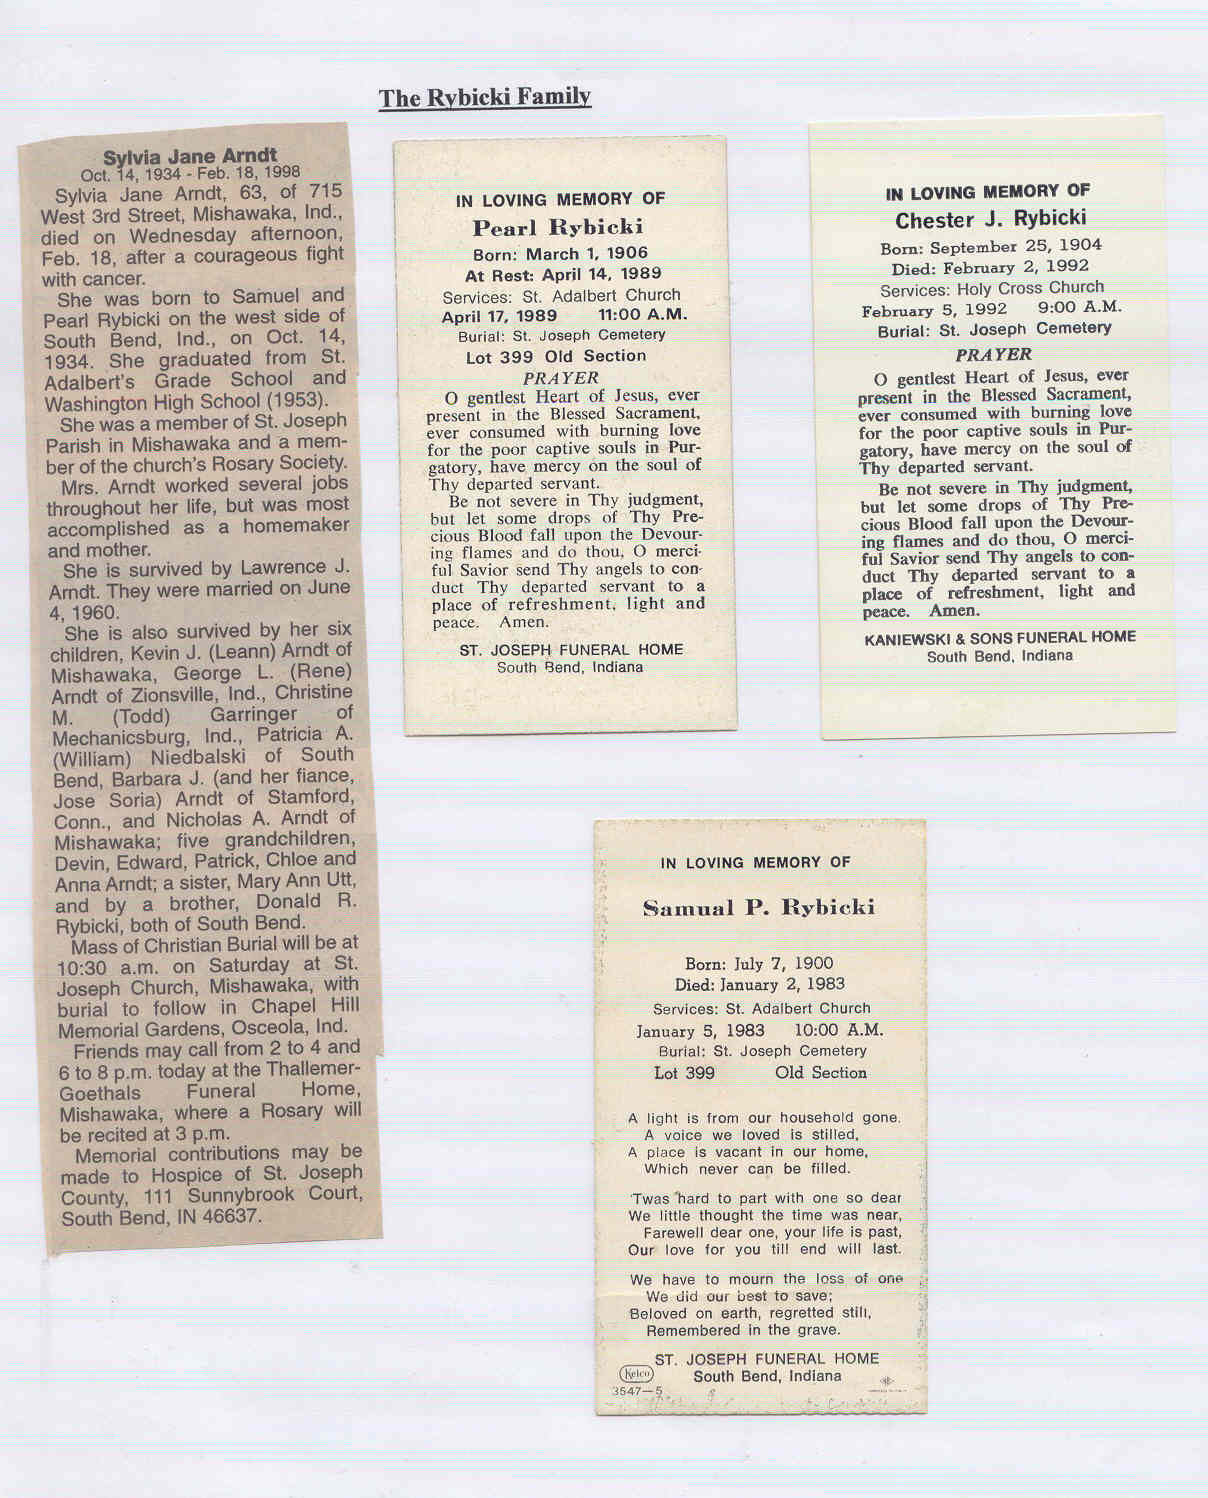 The Rybicki Family
Sylvia Jane Arndt
Oct. 14, 1934 - Feb. 18, 1998
Sylvia Jane Arndt, 63, of 715
West 3rd Street, Mishawaka, Ind.,
died on Wednesday afternoon,
Feb. 18, after a courageous fight
with cancer.
She was born to Samuel and
Pearl Rybicki on the west side of
South Bend, Ind., on Oct. 14,
1934. She graduated from St.
Adalbert's Grade School and
Washington High School (1953).
She was a member of St. Joseph
Parish in Mishawaka and a mem-
ber of the church's Rosary Society.
Mrs. Arndt worked several jobs
throughout her life, but was most
accomplished as a homemaker
and mother.
She is survived by Lawrence J.
Arndt. They were married on June
4, 1960.
She is also survived by her six
children, Kevin J. (Leann) Arndt of
Mishawaka, George L. (Rene)
Arndt of Zionsville, Ind., Christine
M. (Todd) Garringer of
Mechanicsburg, Ind., Patricia A.
(William) Niedbalski of South
Bend, Barbara J. (and her fiance,
Jose Soria) Arndt of Stamford,
Conn., and Nicholas A. Arndt of
Mishawaka; five grandchildren,
Devin, Edward, Patrick, Chloe and
Anna Arndt; a sister, Mary Ann Utt,
and by a brother, Donald R.
Rybicki, both of South Bend.
Mass of Christian Burial will be at
10:30 a.m. on Saturday at St.
Joseph Church, Mishawaka, with
burial to follow in Chapel Hill
Memorial Gardens, Osceola, Ind.
Friends may call from 2 to 4 and
6 to 8 p.m. today at the Thallemer-
Goethals Funeral Home,
Mishawaka, where a Rosary will
be recited at 3 p.m.
Memorial contributions may be
made to Hospice of St. Joseph
County, 111 Sunnybrook Court,
South Bend, IN 46637.
IN LOVING MEMORY OF
Pearl Rybicki
Born: March 1, 1906
At Rest: April 14, 1989
Services: St. Adalbert Church
April 17, 1989 11:00 A.M.
Burial: St. Joseph Cemetery
Lot 399 Old Section
PRAYER
O gentlest Heart of Jesus, ever
present in the Blessed Sacrament,
ever consumed with burning love
for the poor captive souls in Pur-
gatory, have mercy on the soul of
Thy departed servant.
Be not severe in Thy judgment,
but let some drops of Thy Pre-
cious Blood fall upon the Devour-
ing flames and do thou, O merci-
ful Savior send Thy angels to con-
duct Thy departed servant to a
place of refreshment, light and
peace. Amen.
ST. JOSEPH FUNERAL HOME
South Bend, Indiana
IN LOVING MEMORY OF
Chester J. Rybicki
Born: September 25, 1904
Died: February 2, 1992
Services: Holy Cross Church
February 5, 1992 9:00 A.M.
Burial: St. Joseph Cemetery
PRAYER
O gentlest Heart of Jesus, ever
present in the Blessed Sacrament,
ever consumed with burning love
for the poor captive souls in Pur-
gatory, have mercy on the soul of
Thy departed servant.
Be not severe in Thy judgment,
but let some drops of Thy Pre-
cious Blood fall upon the Devour-
ing flames and do thou, O merci-
ful Savior send Thy angels to con-
duct Thy departed servant to a
place of refreshment, light and
peace. Amen.
KANIEWSKI & SONS FUNERAL HOME
South Bend, Indiana
IN LOVING MEMORY OF
Samual P. Rybicki
Born: July 7, 1900
Died: January 2, 1983
Services: St. Adalbert Church
January 5, 1983 10:00 A.M.
Burial: St. Joseph Cemetery
Lot 399 Old Section
A light is from our household gone.
A voice we loved is stilled,
A place is vacant in our home,
Which never can be filled.
'Twas hard to part with one so dear
We little thought the time was near,
Farewell dear one, your life is past,
Our love for you till end will last.
We have to mourn the loss of one
We did our best to save;
Beloved on earth, regretted still,
Remembered in the grave.
ST. JOSEPH FUNERAL HOME
South Bend, Indiana
Kelco
3547-5